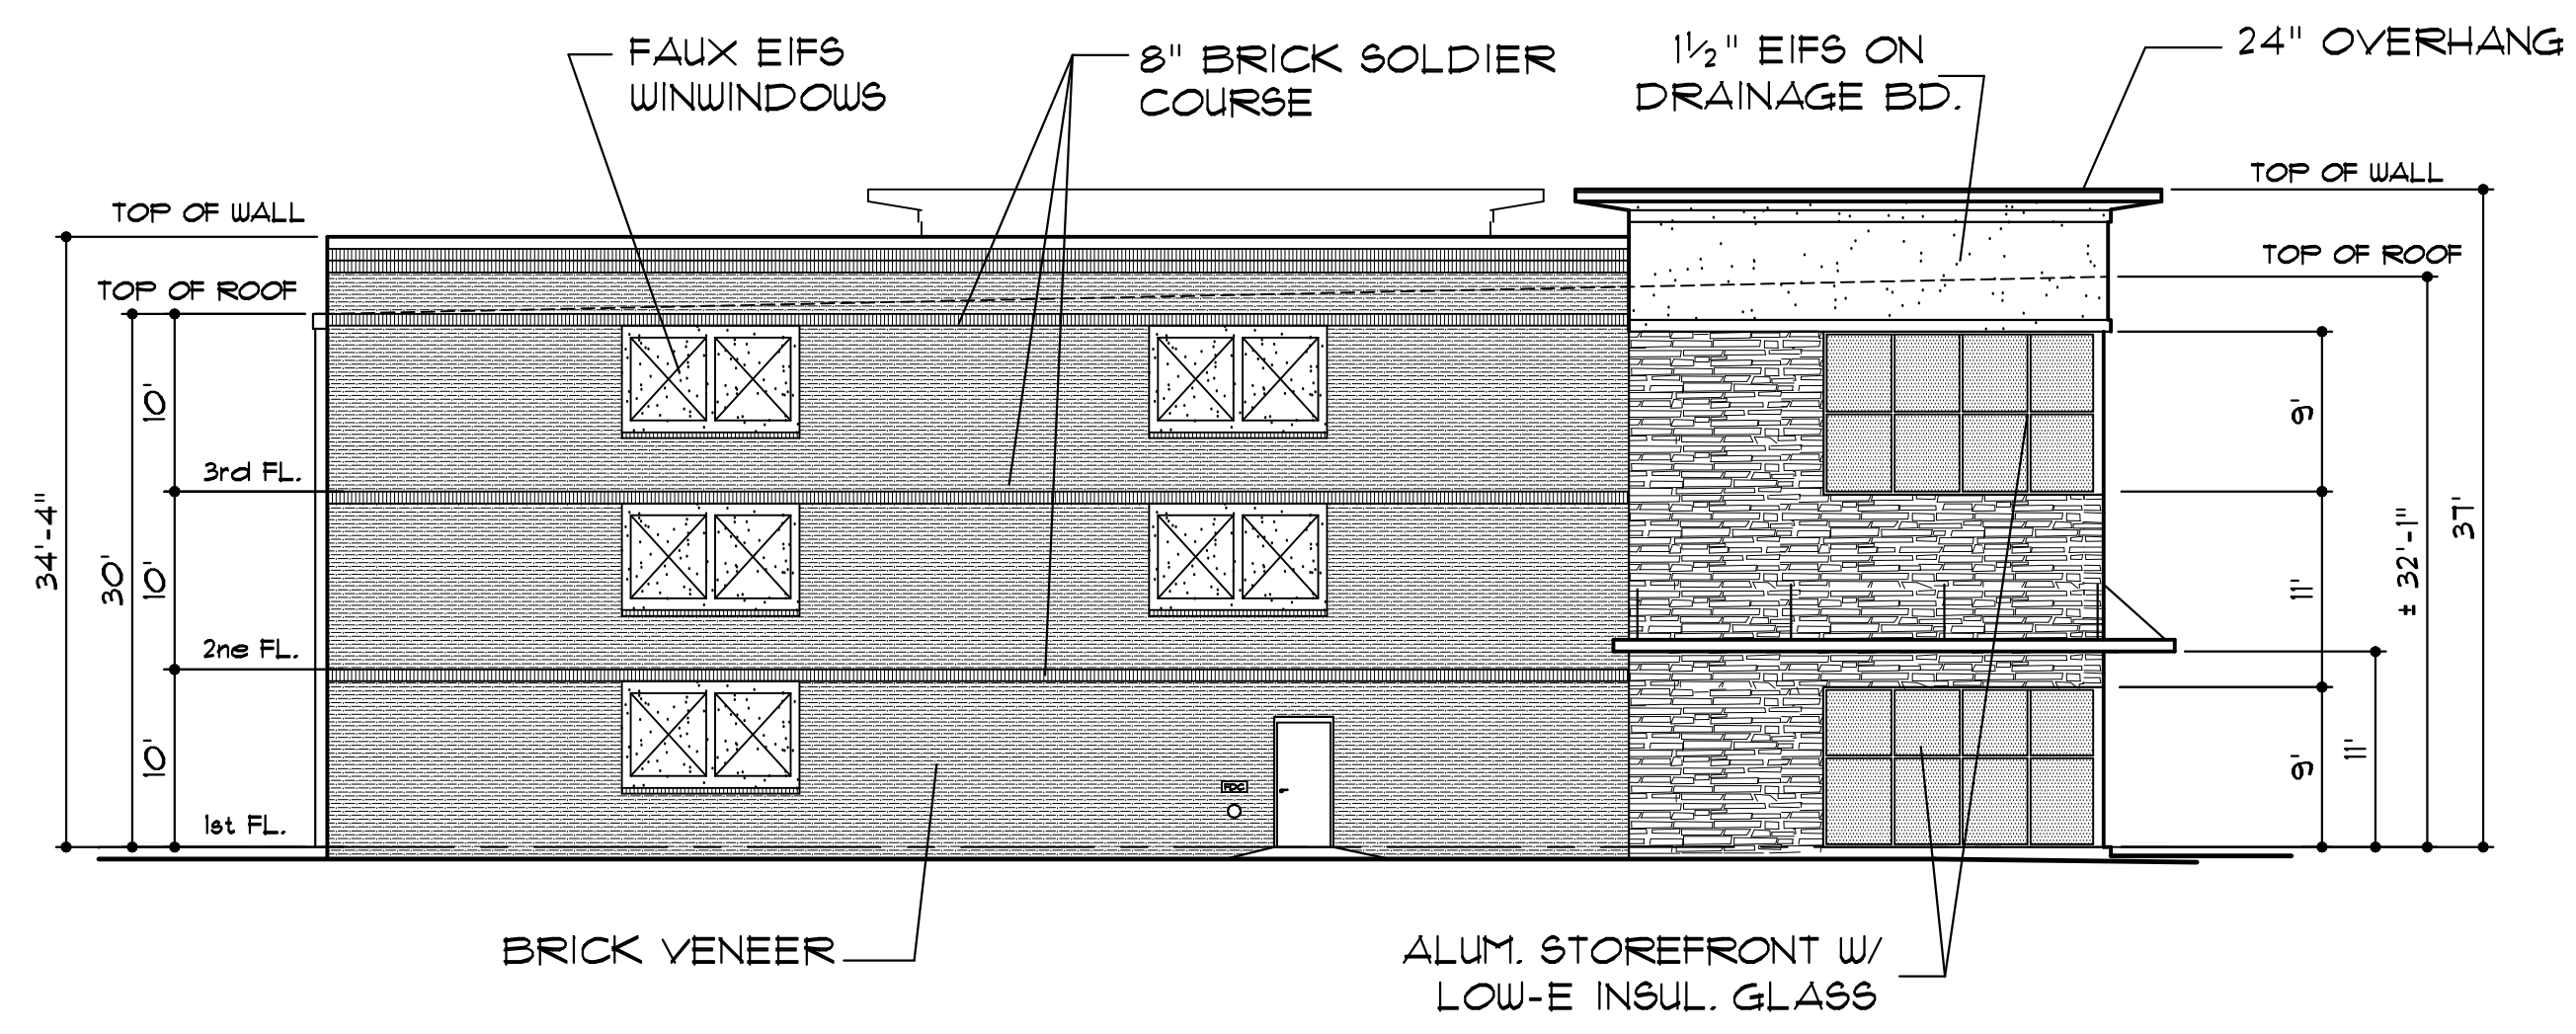 FAUX EIFS
WINWINDOWS
8" BRICK SOLDIER
COURSE
1½" EIFS ON
DRAINAGE BD.
24" OVERHANG
TOP OF WALL
TOP OF WALL
TOP OF ROOF
TOP OF ROOF
10'
9'
3rd FL.
34'-4"
30'
10'
11'
± 32'-1"
37'
2ne FL.
10'
9'
11'
FDC
1st FL.
BRICK VENEER
ALUM. STOREFRONT W/
LOW-E INSUL. GLASS